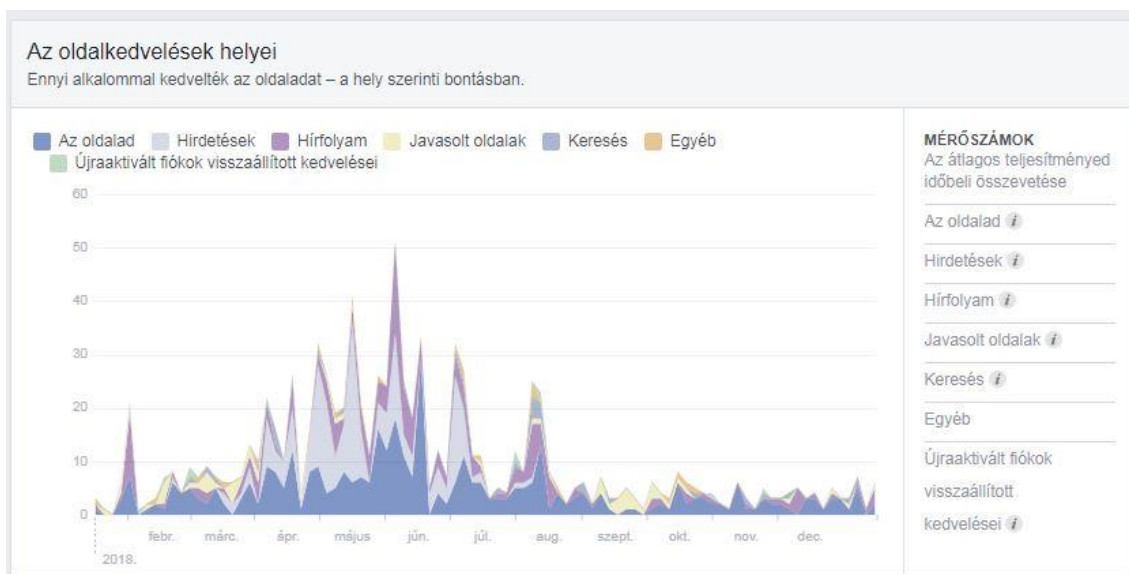 Az oldalkedvelések helyei
Ennyi alkalommal kedvelték az oldaladat – a hely szerinti bontásban.
Az oldalad Hirdetések Hírfolyam Javasolt oldalak Keresés Egyéb
Újraaktivált fiókok visszaállított kedvelései
60
50
40
30
20
10
0
febr. márc. ápr. május jún. júl. aug. szept. okt. nov. dec.
2018.
MÉRŐSZÁMOK
Az átlagos teljesítményed
időbeli összevetése
Az oldalad i
Hirdetések i
Hírfolyam i
Javasolt oldalak i
Keresés i
Egyéb
Újraaktivált fiókok
visszaállított
kedvelései i